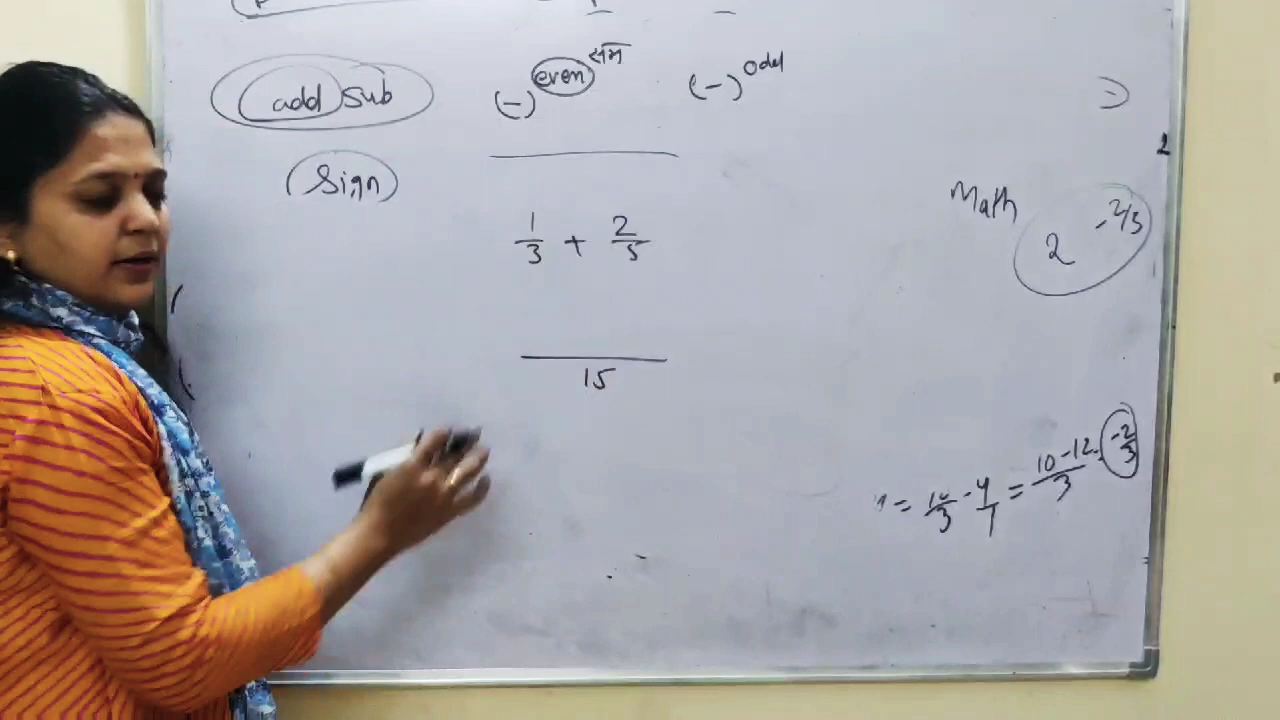 add sub (-)^even सम (-)^odd
Sign
Math 2^-2/3
1/3 + 2/5
15
= 10/3 - 4/1 = 10-12/3 -2/3